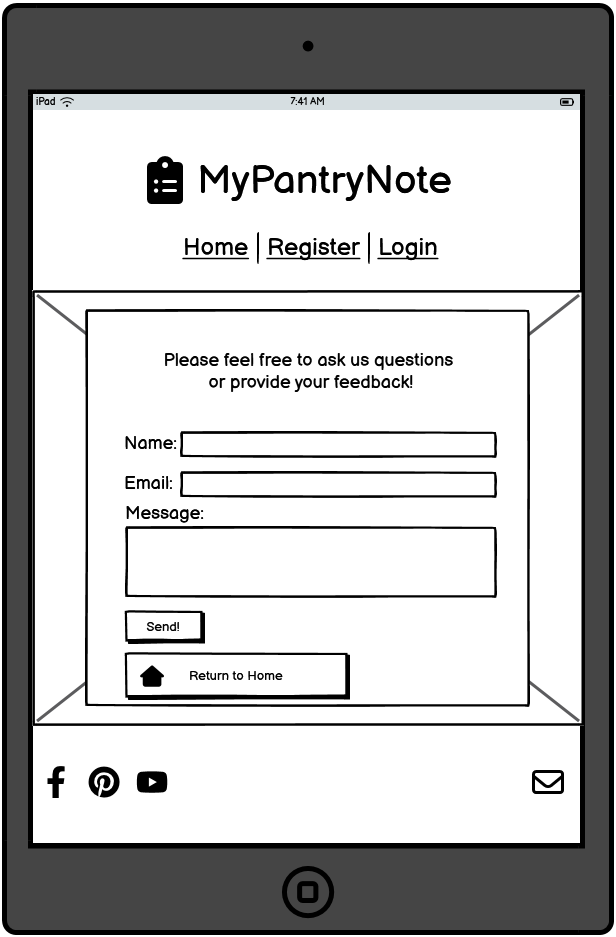 iPad 7:41 AM
MyPantryNote
Home | Register | Login
Please feel free to ask us questions
or provide your feedback!
Name:
Email:
Message:
Send!
Return to Home